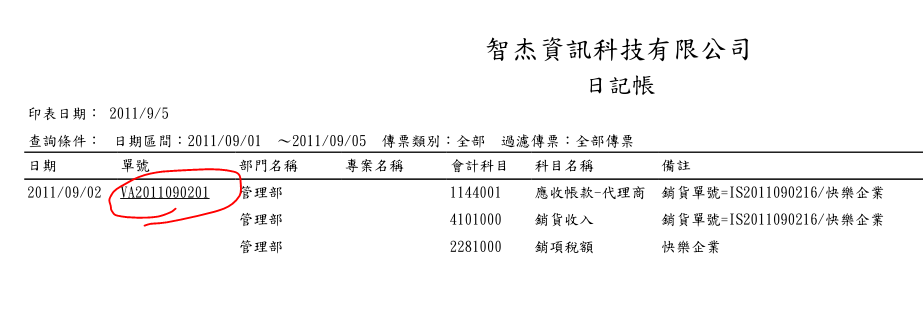 智杰資訊科技有限公司
日記帳
印表日期： 2011/9/5
查詢條件： 日期區間：2011/09/01 ～2011/09/05 傳票類別：全部 過濾傳票：全部傳票
日期 單號 部門名稱 專案名稱 會計科目 科目名稱 備註
2011/09/02 VA2011090201 管理部 1144001 應收帳款-代理商 銷貨單號=IS2011090216/快樂企業
管理部 4101000 銷貨收入 銷貨單號=IS2011090216/快樂企業
管理部 2281000 銷項稅額 快樂企業